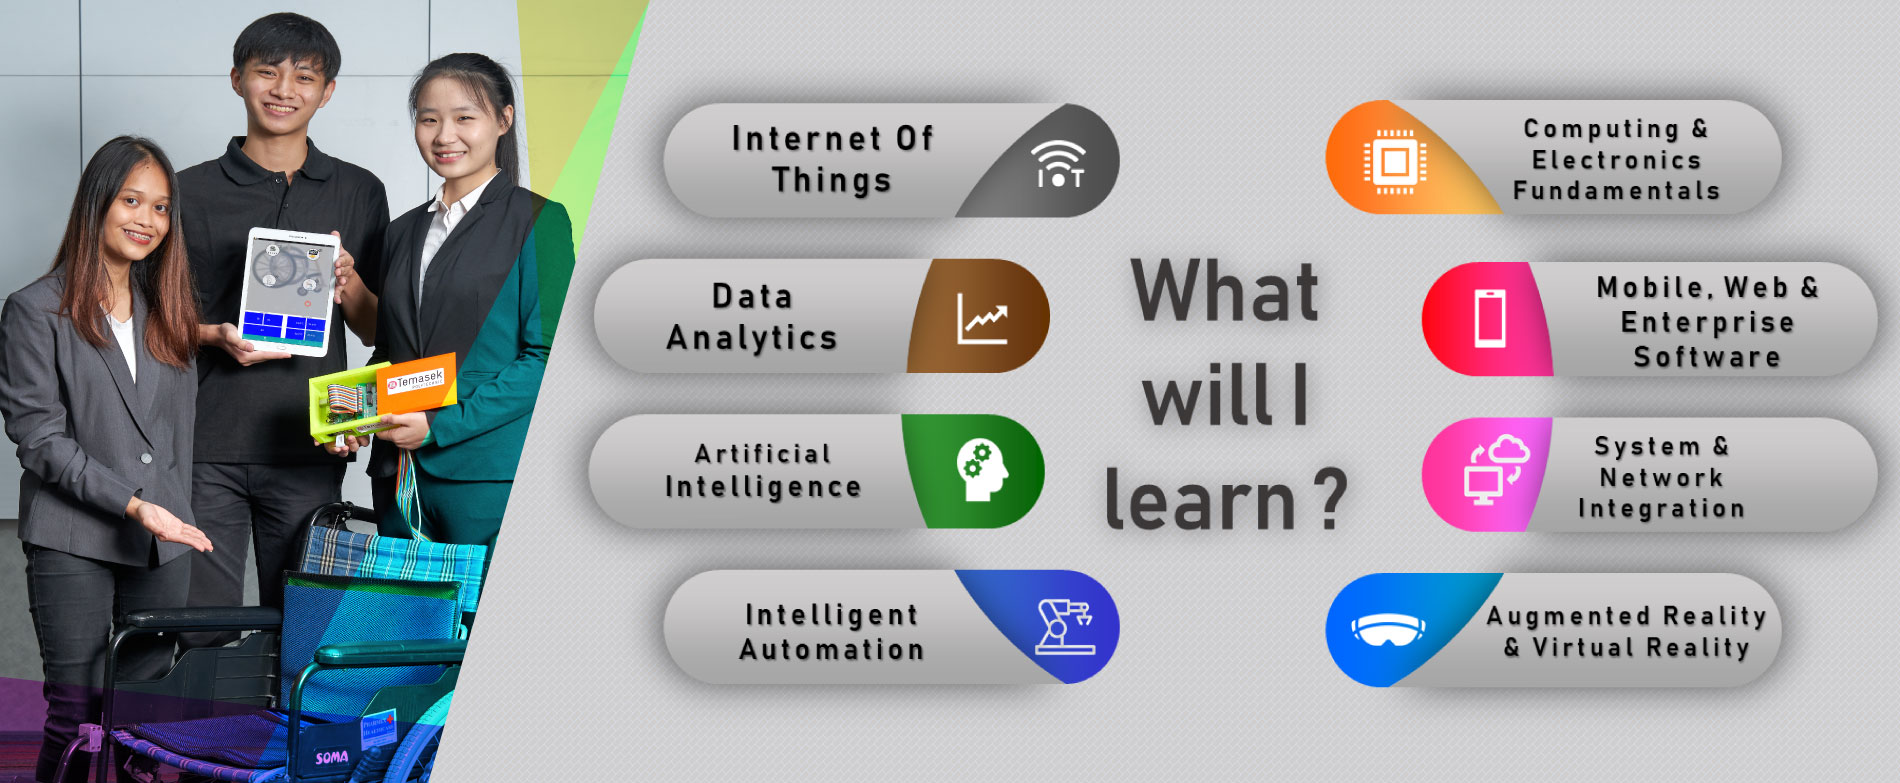 Internet Of
Things
I T
Data
Analytics
Artificial
Intelligence
Intelligent
Automation
What
will I
learn ?
Computing &
Electronics
Fundamentals
Mobile, Web &
Enterprise
Software
System &
Network
Integration
Augmented Reality
& Virtual Reality
Temasek
POLYTECHNIC
SOMA